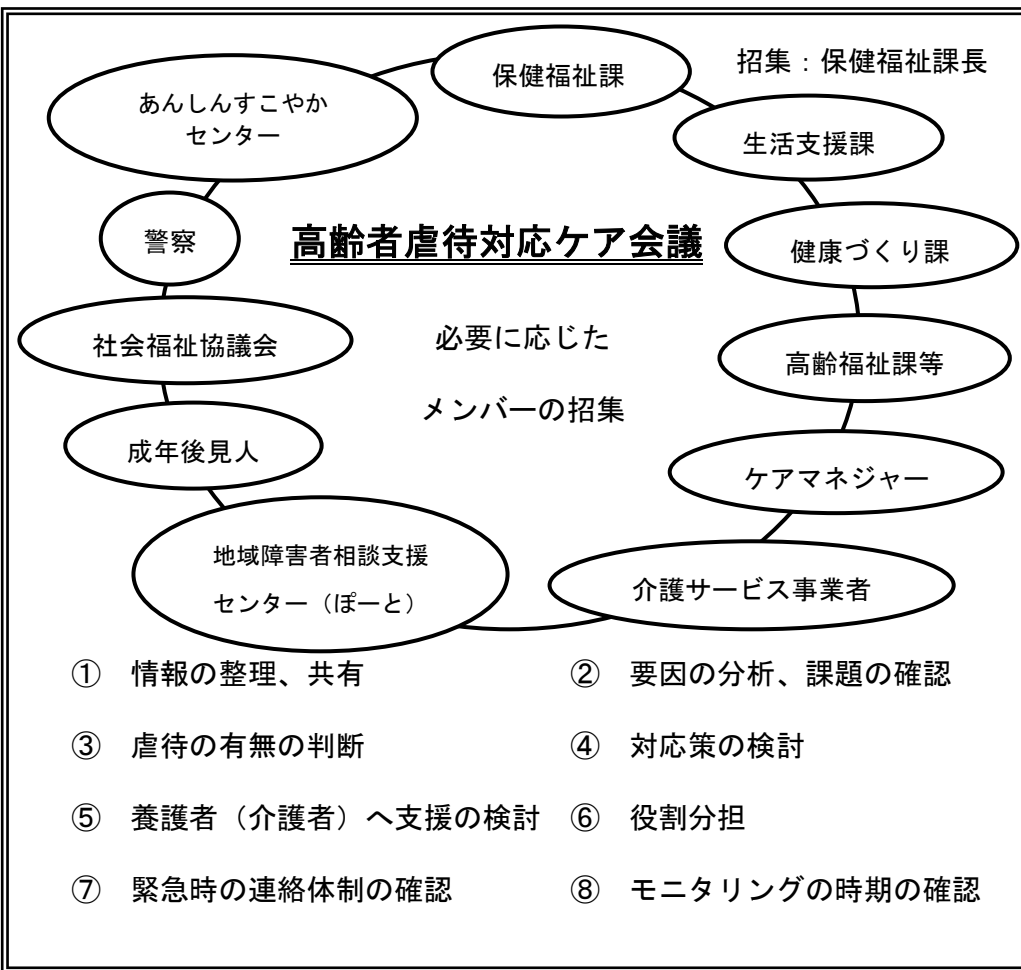 保健福祉課
招集：保健福祉課長
あんしんすこやか
センター
生活支援課
警察
高齢者虐待対応ケア会議
健康づくり課
社会福祉協議会
必要に応じた
メンバーの招集
高齢福祉課等
成年後見人
ケアマネジャー
地域障害者相談支援
センター（ぽーと）
介護サービス事業者
① 情報の整理、共有
② 要因の分析、課題の確認
③ 虐待の有無の判断
④ 対応策の検討
⑤ 養護者（介護者）へ支援の検討
⑥ 役割分担
⑦ 緊急時の連絡体制の確認
⑧ モニタリングの時期の確認